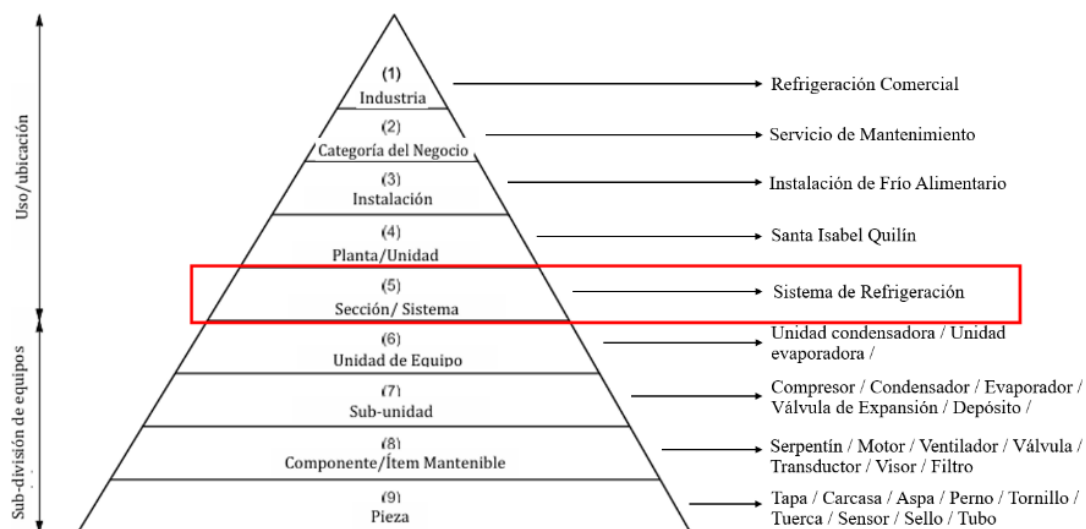 Uso/ubicación
Sub-división de equipos
(1)
Industria
Refrigeración Comercial
(2)
Categoría del Negocio
Servicio de Mantenimiento
(3)
Instalación
Instalación de Frío Alimentario
(4)
Planta/Unidad
Santa Isabel Quilín
(5)
Sección/ Sistema
Sistema de Refrigeración
(6)
Unidad de Equipo
Unidad condensadora / Unidad
evaporadora /
(7)
Sub-unidad
Compresor / Condensador / Evaporador /
Válvula de Expansión / Depósito /
(8)
Componente/Ítem Mantenible
Serpentín / Motor / Ventilador / Válvula /
Transductor / Visor / Filtro
(9)
Pieza
Tapa / Carcasa / Aspa / Perno / Tornillo /
Tuerca / Sensor / Sello / Tubo